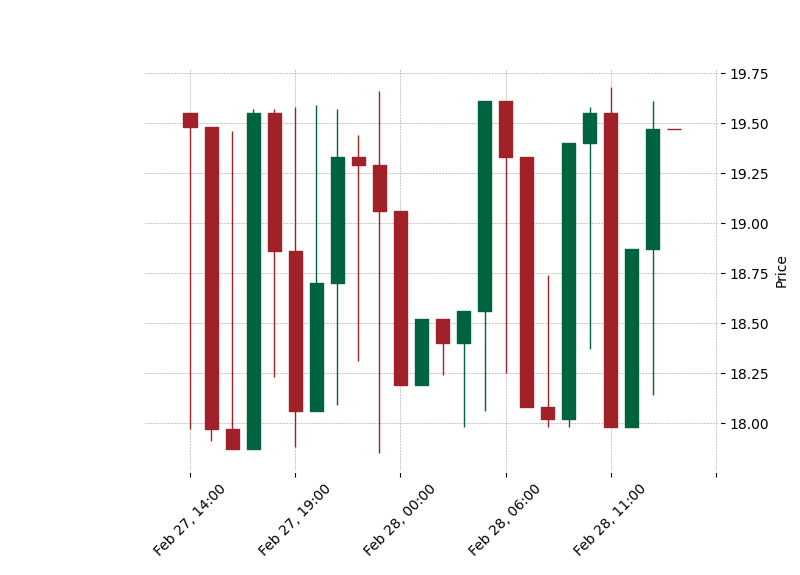 19.75
19.50
19.25
19.00
18.75
18.50
18.25
18.00
Price
Feb 27, 14:00
Feb 27, 19:00
Feb 28, 00:00
Feb 28, 06:00
Feb 28, 11:00